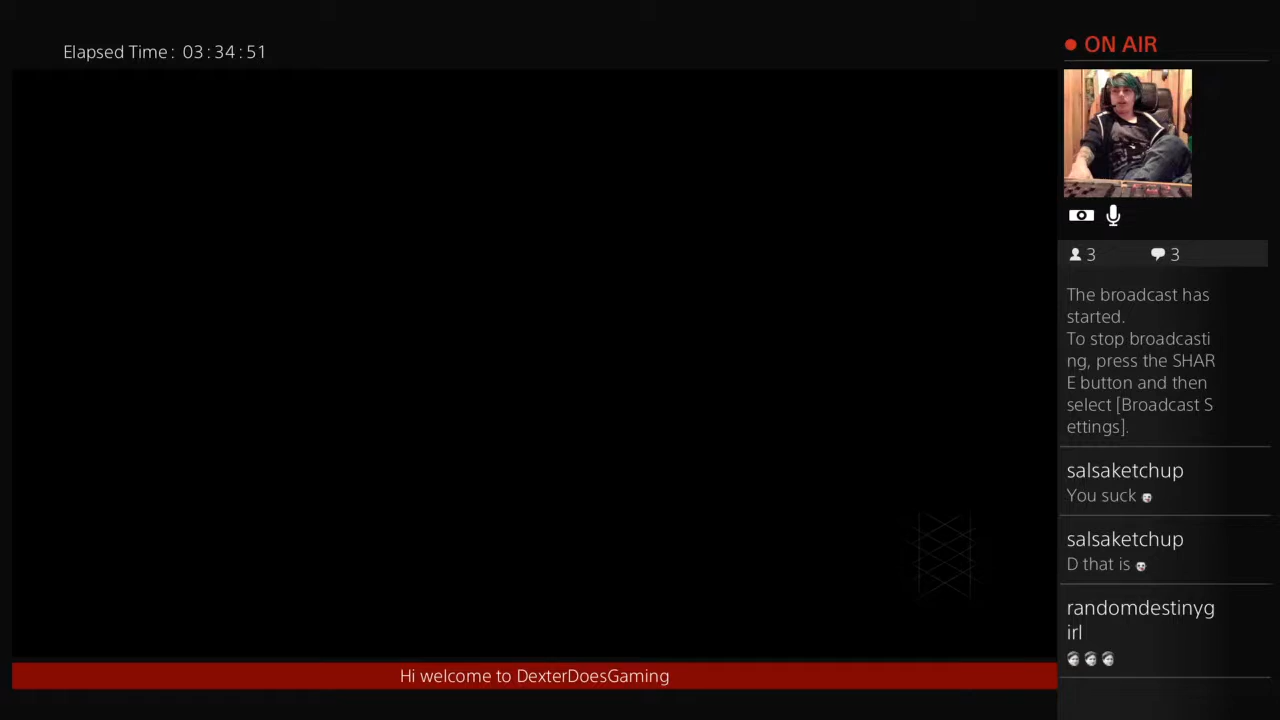 Elapsed Time: 03:34:51
ON AIR
3 3
The broadcast has
started.
To stop broadcasti
ng, press the SHAR
E button and then
select [Broadcast S
ettings].
salsaketchup
You suck
salsaketchup
D that is
randomdestinyg
irl
Hi welcome to DexterDoesGaming